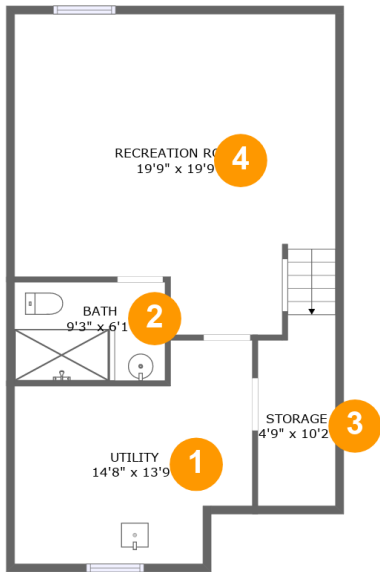 RECREATION
19'9" x 19'9
4
BATH
9'3" x 6'1
2
STORAGE
4'9" x 10'2
3
UTILITY
14'8" x 13'9
1